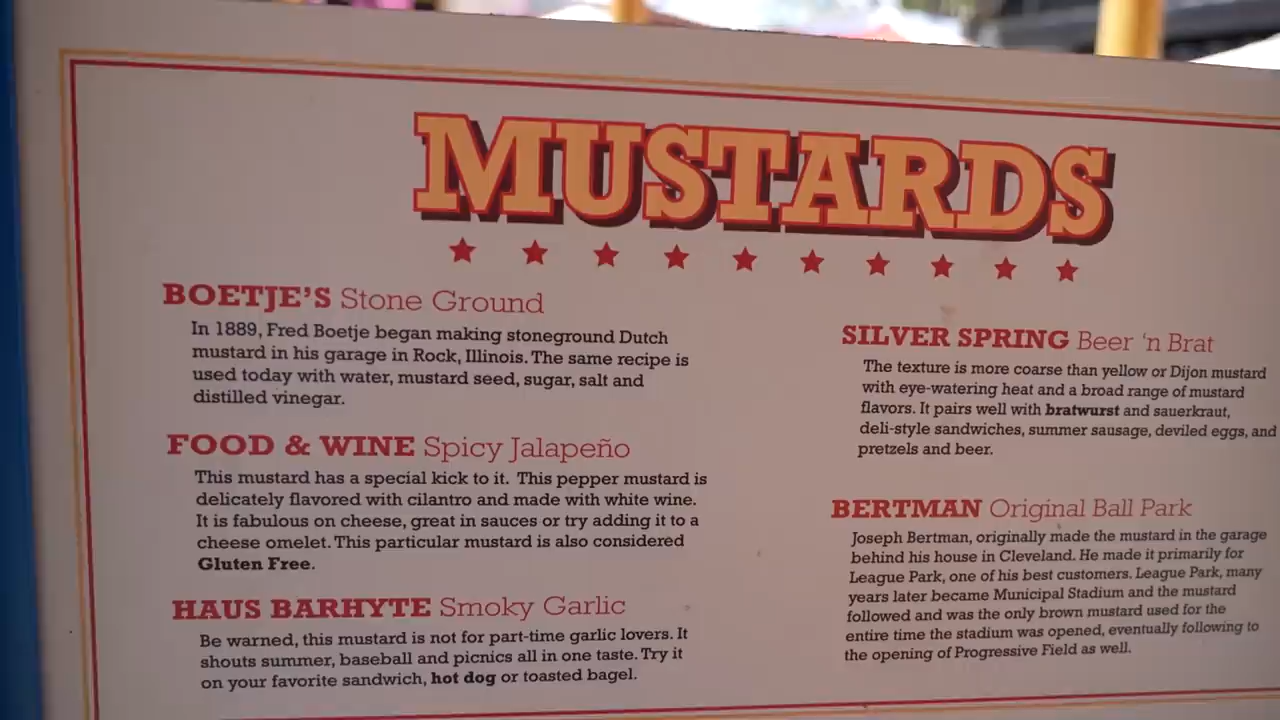 MUSTARDS
BOETJE'S Stone Ground
In 1889, Fred Boetje began making stoneground Dutch
mustard in his garage in Rock, Illinois. The same recipe is
used today with water, mustard seed, sugar, salt and
distilled vinegar.
FOOD & WINE Spicy Jalapeño
This mustard has a special kick to it. This pepper mustard is
delicately flavored with cilantro and made with white wine.
It is fabulous on cheese, great in sauces or try adding it to a
cheese omelet. This particular mustard is also considered
Gluten Free.
HAUS BARHYTE Smoky Garlic
Be warned, this mustard is not for part-time garlic lovers. It
shouts summer, baseball and picnics all in one taste. Try it
on your favorite sandwich, hot dog or toasted bagel.
SILVER SPRING Beer 'n Brat
The texture is more coarse than yellow or Dijon mustard
with eye-watering heat and a broad range of mustard
flavors. It pairs well with bratwurst and sauerkraut,
deli-style sandwiches, summer sausage, deviled eggs, and
pretzels and beer.
BERTMAN Original Ball Park
Joseph Bertman, originally made the mustard in the garage
behind his house in Cleveland. He made it primarily for
League Park, one of his best customers. League Park, many
years later became Municipal Stadium and the mustard
followed and was the only brown mustard used for the
entire time the stadium was opened, eventually following to
the opening of Progressive Field as well.